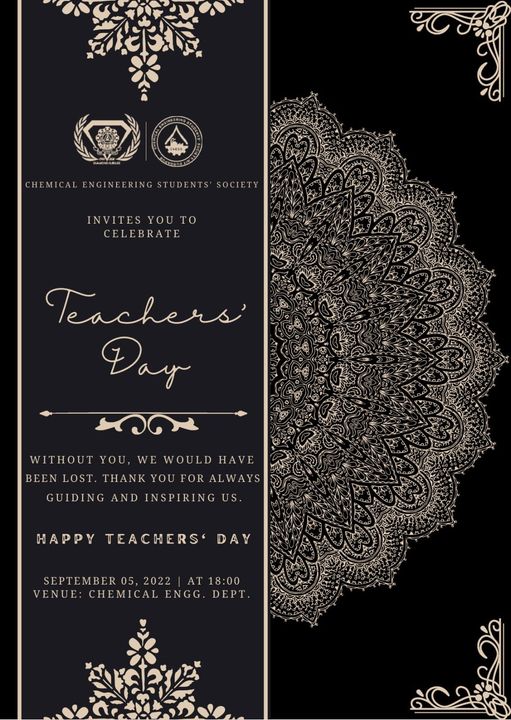 CHEMICAL ENGINEERING STUDENTS' SOCIETY
INVITES YOU TO
CELEBRATE
Teachers'
Day
WITHOUT YOU, WE WOULD HAVE
BEEN LOST. THANK YOU FOR ALWAYS
GUIDING AND INSPIRING US.
HAPPY TEACHERS' DAY
SEPTEMBER 05, 2022 | AT 18:00
VENUE: CHEMICAL ENGG. DEPT.